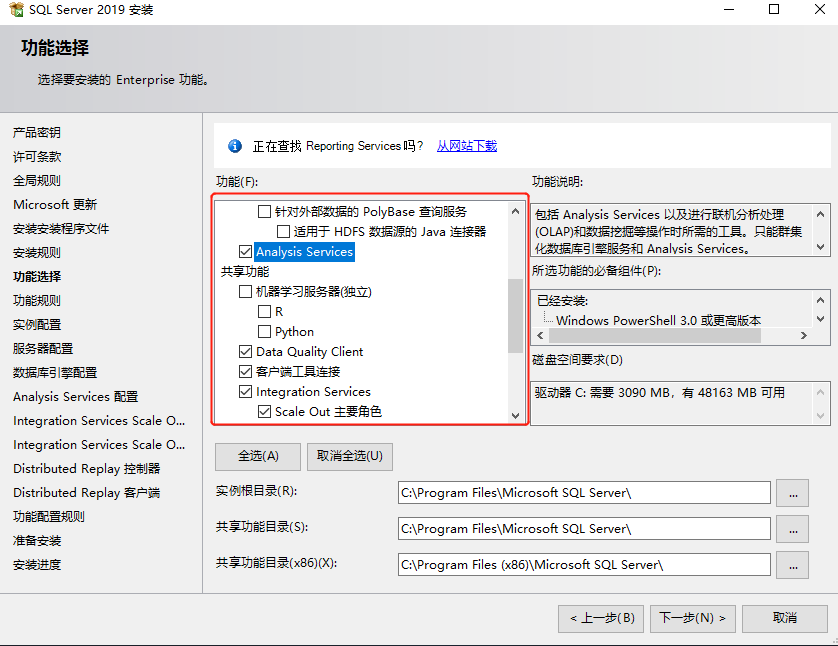 SQL Server 2019 安装
功能选择
选择要安装的 Enterprise 功能。
产品密钥
许可条款
全局规则
Microsoft 更新
安装安装程序文件
安装规则
功能选择
功能规则
实例配置
服务器配置
数据库引擎配置
Analysis Services 配置
Integration Services Scale O...
Integration Services Scale O...
Distributed Replay 控制器
Distributed Replay 客户端
功能配置规则
准备安装
安装进度
正在查找 Reporting Services 吗? 从网站下载
功能(F):
针对外部数据的 PolyBase 查询服务
适用于 HDFS 数据源的 Java 连接器
Analysis Services
共享功能
机器学习服务器(独立)
R
Python
Data Quality Client
客户端工具连接
Integration Services
Scale Out 主要角色
功能说明:
包括 Analysis Services 以及进行联机分析处理
(OLAP)和数据挖掘等操作时所需的工具。只能群集
化数据库引擎服务和 Analysis Services。
所选功能的必备组件(P):
已经安装:
Windows PowerShell 3.0 或更高版本
磁盘空间要求(D)
驱动器 C: 需要 3090 MB，有 48163 MB 可用
全选(A)
取消全选(U)
实例根目录(R):
C:\Program Files\Microsoft SQL Server\
...
共享功能目录(S):
C:\Program Files\Microsoft SQL Server\
...
共享功能目录(x86)(X):
C:\Program Files (x86)\Microsoft SQL Server\
...
< 上一步(B)
下一步(N) >
取消